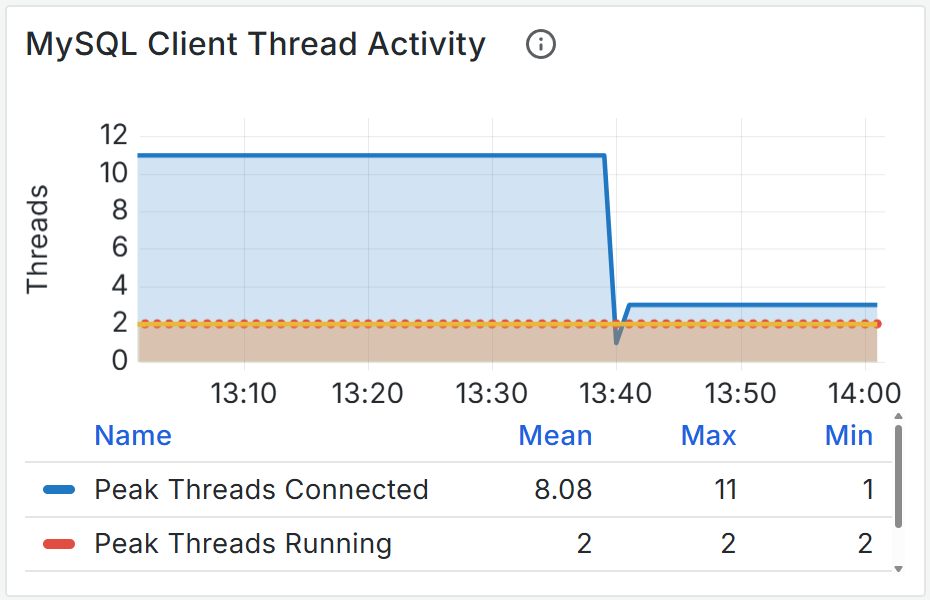 MySQL Client Thread Activity
Threads
12
10
8
6
4
2
0
13:10 13:20 13:30 13:40 13:50 14:00
Name Mean Max Min
Peak Threads Connected 8.08 11 1
Peak Threads Running 2 2 2